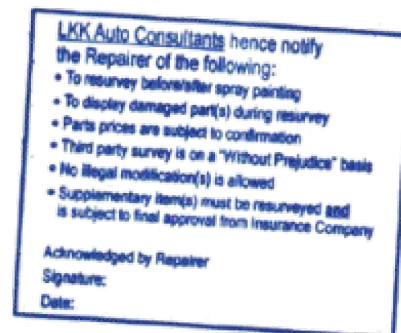 LKK Auto Consultants hence notify
the Repairer of the following:
• To resurvey before/after spray painting
• To display damaged part(s) during resurvey
• Parts prices are subject to confirmation
• Third party survey is on a "Without Prejudice" basis
• No illegal modification(s) is allowed
• Supplementary item(s) must be resurveyed and
is subject to final approval from Insurance Company
Acknowledged by Repairer
Signature:
Date: